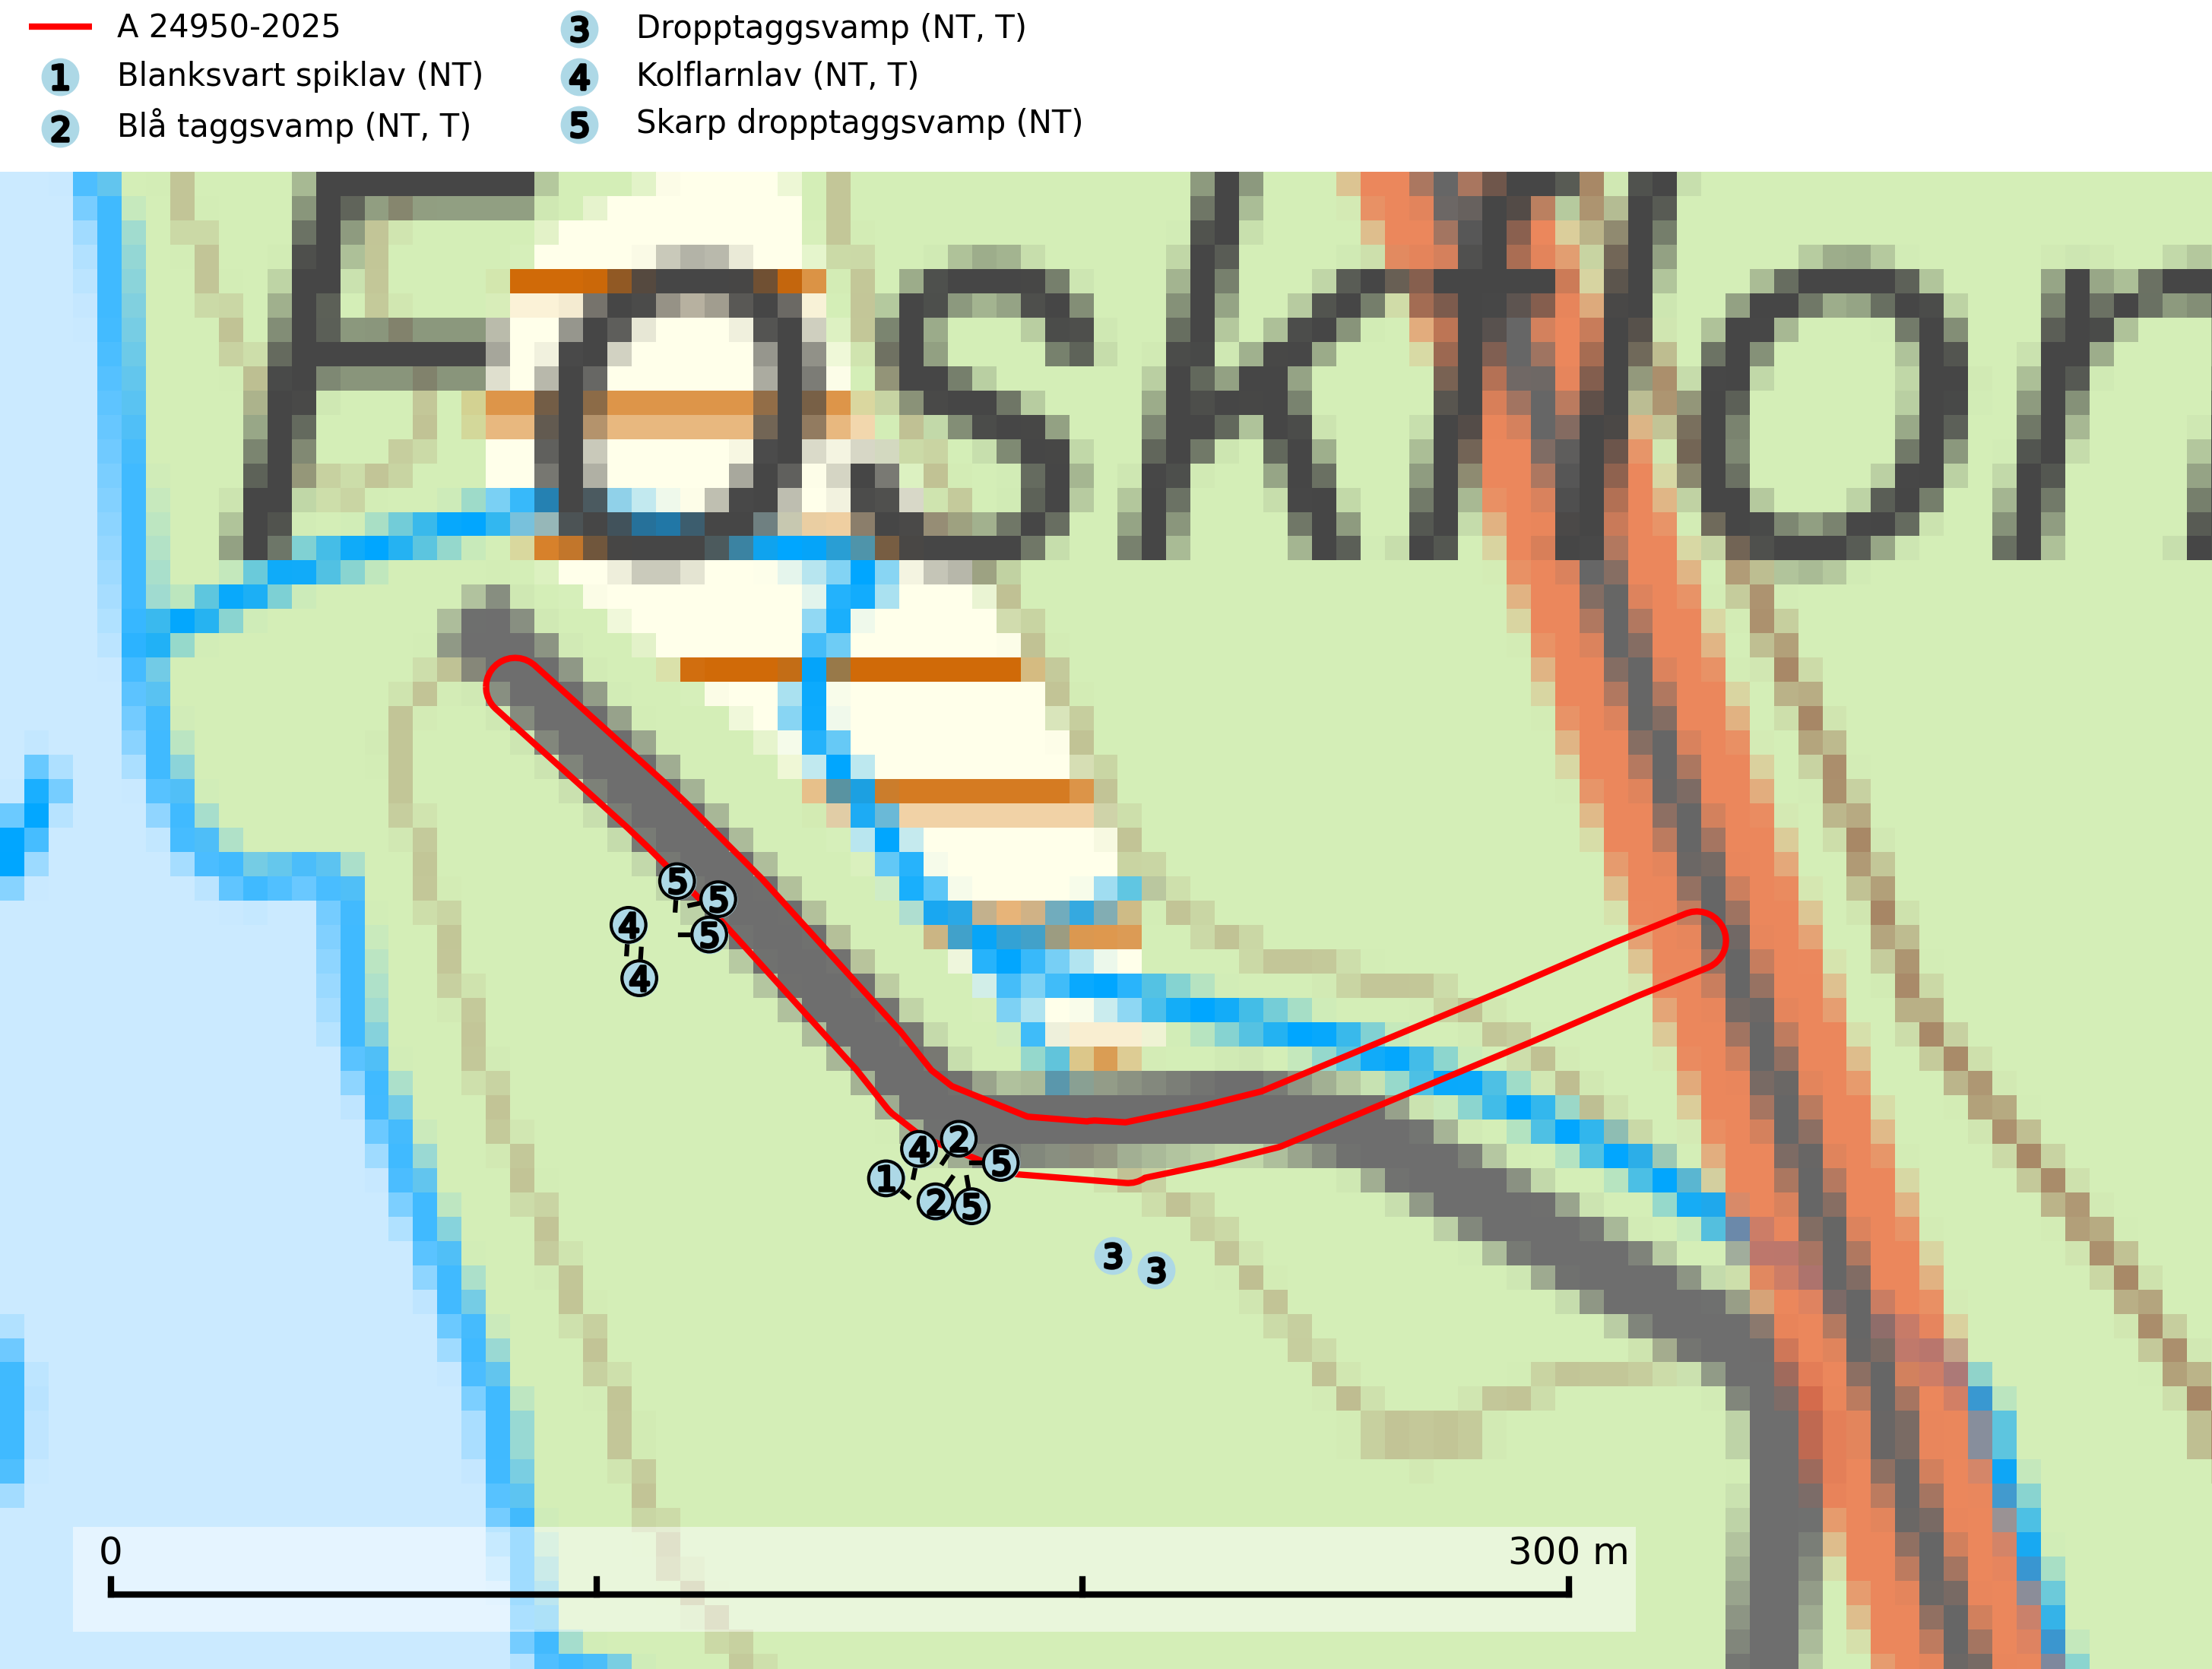 A 24950-2025
1 Blanksvart spiklav (NT)
2 Blå taggsvamp (NT, T)
3 Dropptaggsvamp (NT, T)
4 Kolflarnlav (NT, T)
5 Skarp dropptaggsvamp (NT)
5
5
4
5
4
2
4
5
1
2
5
3
3
0
300 m